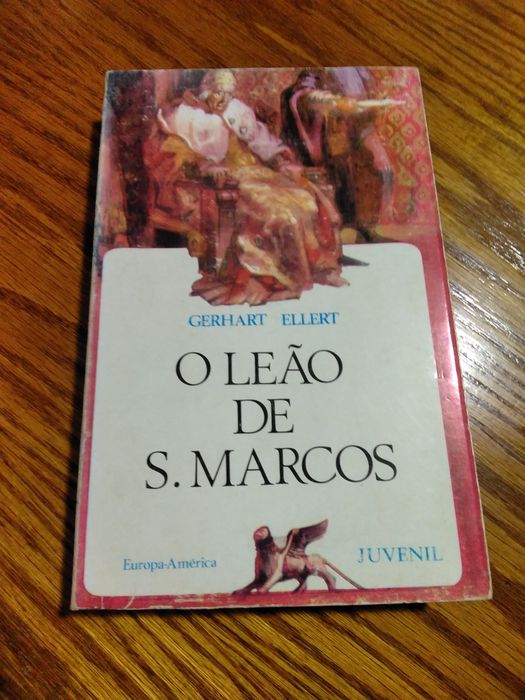 GERHART ELLERT
O LEÃO
DE
S. MARCOS
Europa-América
JUVENIL